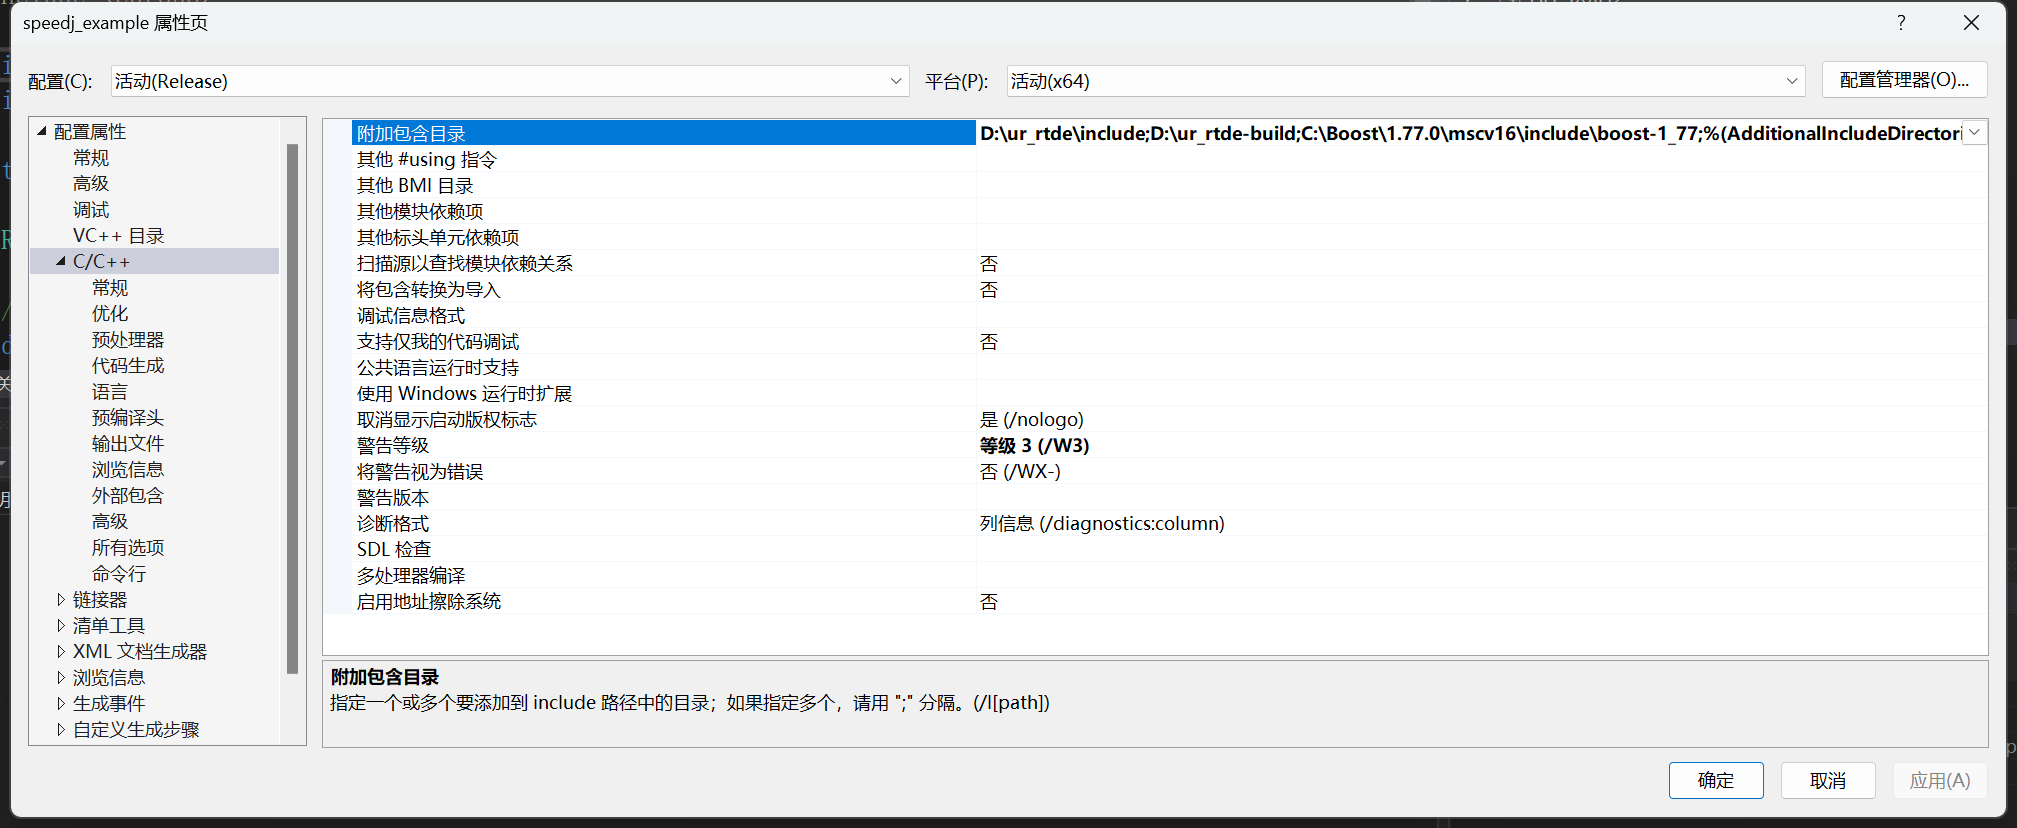 speedj_example 属性页
配置(C):
活动(Release)
平台(P):
活动(x64)
配置管理器(O)...
配置属性
常规
高级
调试
VC++ 目录
C/C++
常规
优化
预处理器
代码生成
语言
预编译头
输出文件
浏览信息
外部包含
高级
所有选项
命令行
链接器
清单工具
XML 文档生成器
浏览信息
生成事件
自定义生成步骤
附加包含目录 D:\ur_rtde\include;D:\ur_rtde-build;C:\Boost\1.77.0\mscv16\include\boost-1_77;%(AdditionalIncludeDirectori
其他 #using 指令
其他 BMI 目录
其他模块依赖项
其他标头单元依赖项
扫描源以查找模块依赖关系 否
将包含转换为导入 否
调试信息格式
支持仅我的代码调试 否
公共语言运行时支持
使用 Windows 运行时扩展
取消显示启动版权标志 是 (/nologo)
警告等级 等级 3 (/W3)
将警告视为错误 否 (/WX-)
警告版本
诊断格式 列信息 (/diagnostics:column)
SDL 检查
多处理器编译
启用地址擦除系统 否
附加包含目录
指定一个或多个要添加到 include 路径中的目录；如果指定多个，请用 ";" 分隔。(/I[path])
确定
取消
应用(A)